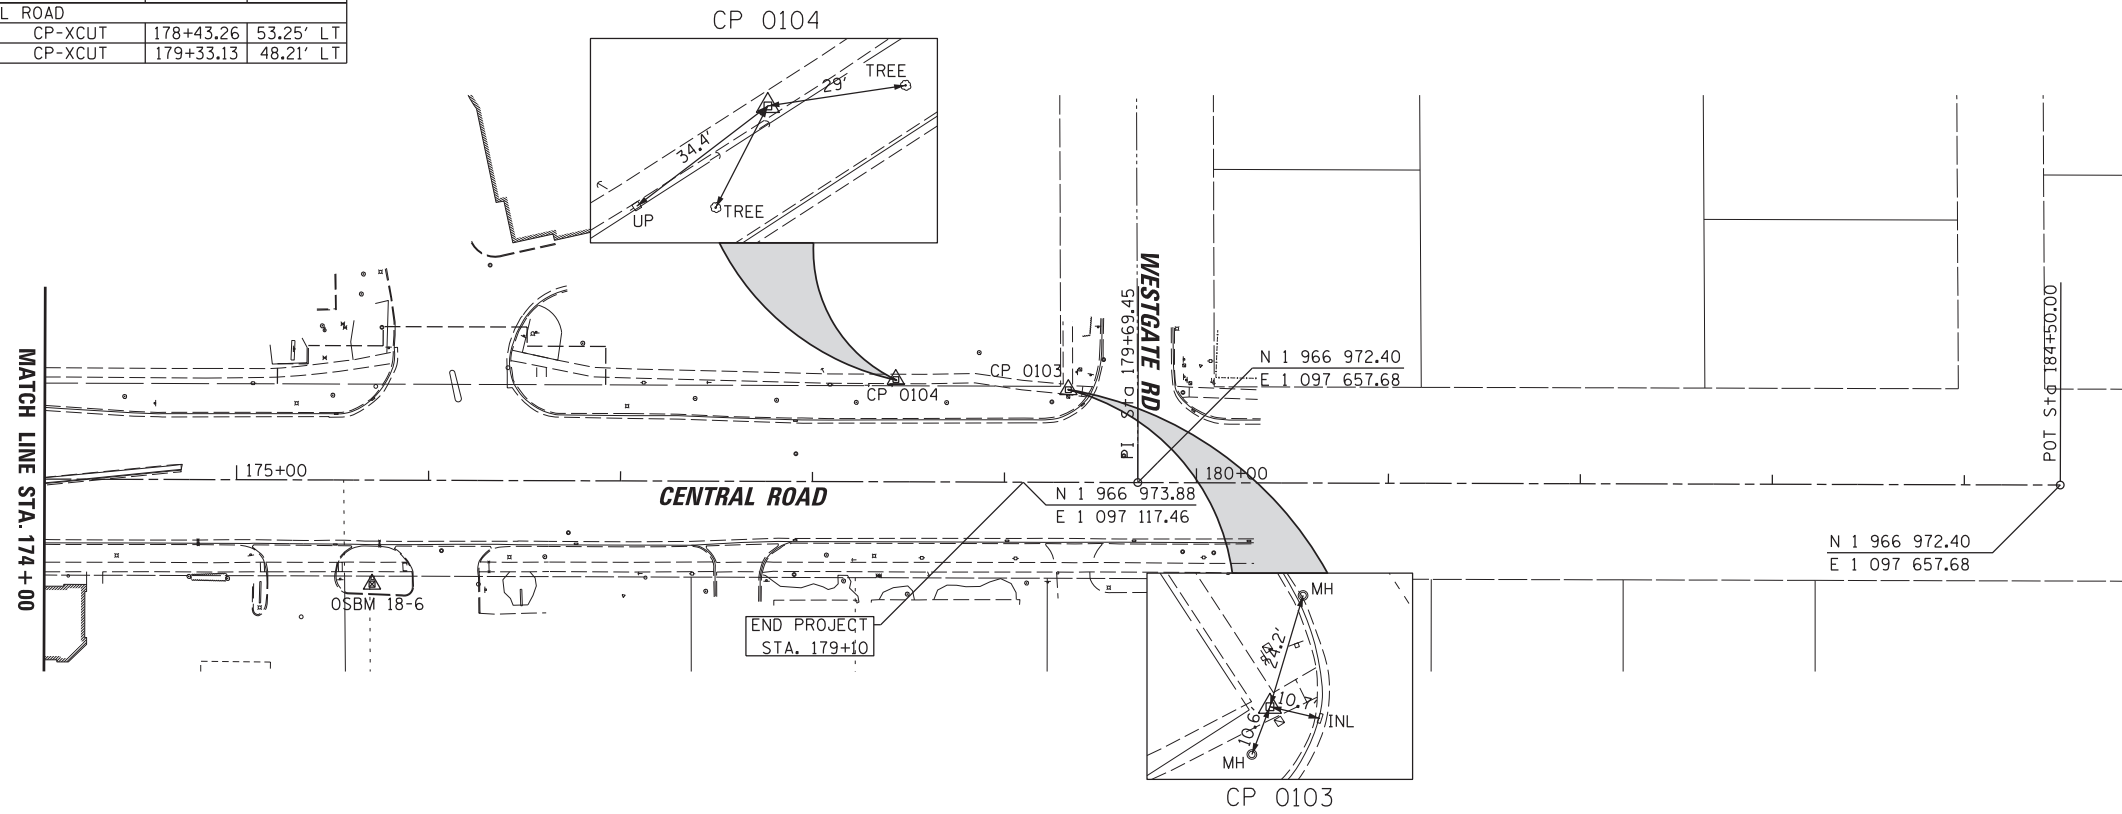 L ROAD
CP-XCUT 178+43.26 53.25' LT
CP-XCUT 179+33.13 48.21' LT
CP 0104
TREE
29'
34.4'
TREE
UP
WESTGATE RD
PI Sta 179+69.45
POT Sta 184+50.00
N 1 966 972.40
E 1 097 657.68
CP 0103
CP 0104
MATCH LINE STA. 174+00
175+00
180+00
CENTRAL ROAD
N 1 966 973.88
E 1 097 117.46
N 1 966 972.40
E 1 097 657.68
OSBM 18-6
END PROJECT
STA. 179+10
MH
24.2'
10.
INL
10.6
MH
CP 0103